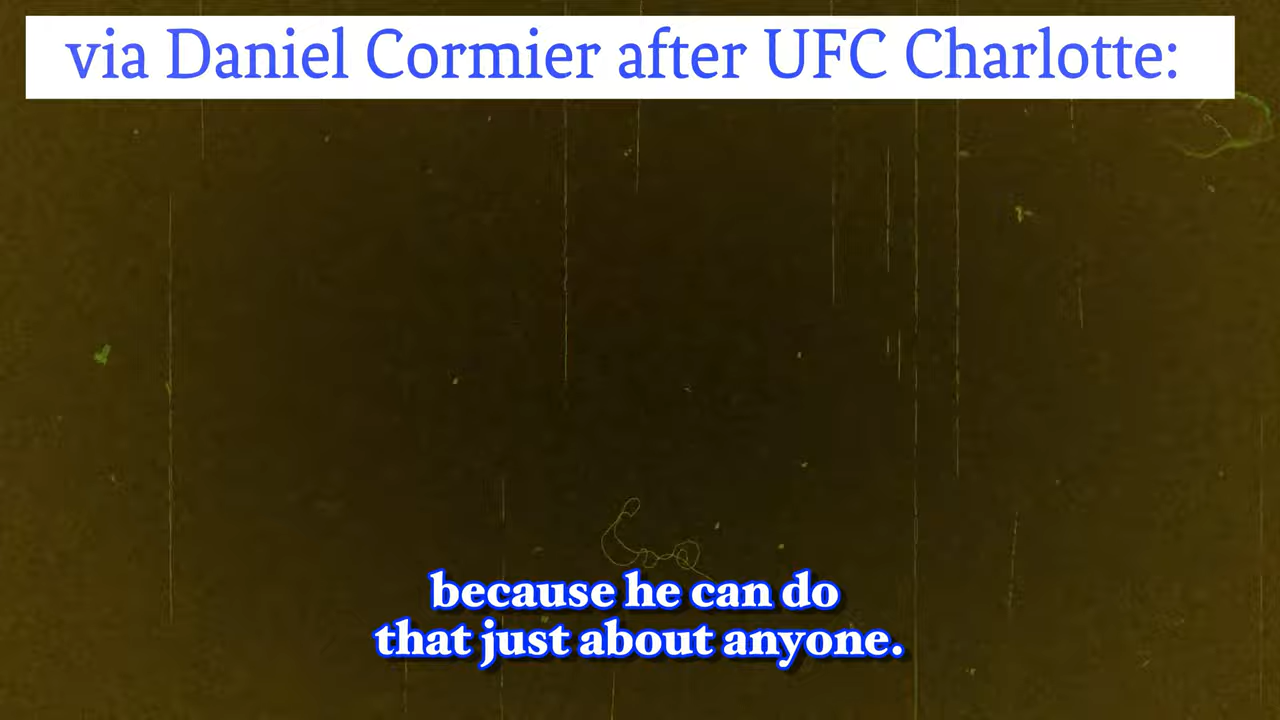 via Daniel Cormier after UFC Charlotte:
because he can do
that just about anyone.